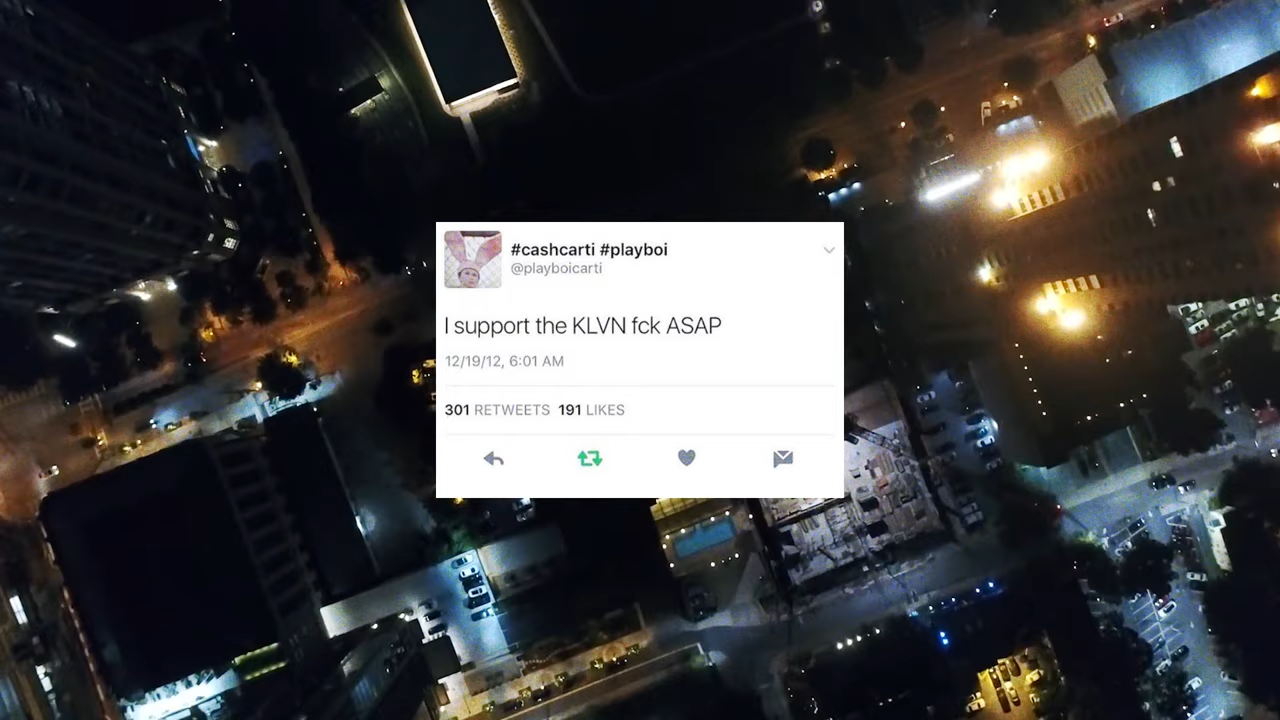 #cashcarti #playboi
@playboicarti
I support the KLVN fck ASAP
12/19/12, 6:01 AM
301 RETWEETS 191 LIKES